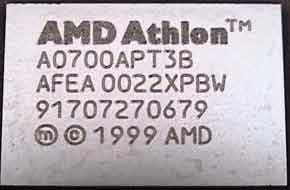 AMD Athlon™
A0700APT3B
AFEA 0022XPBW
91707270679
ⓜ © 1999 AMD